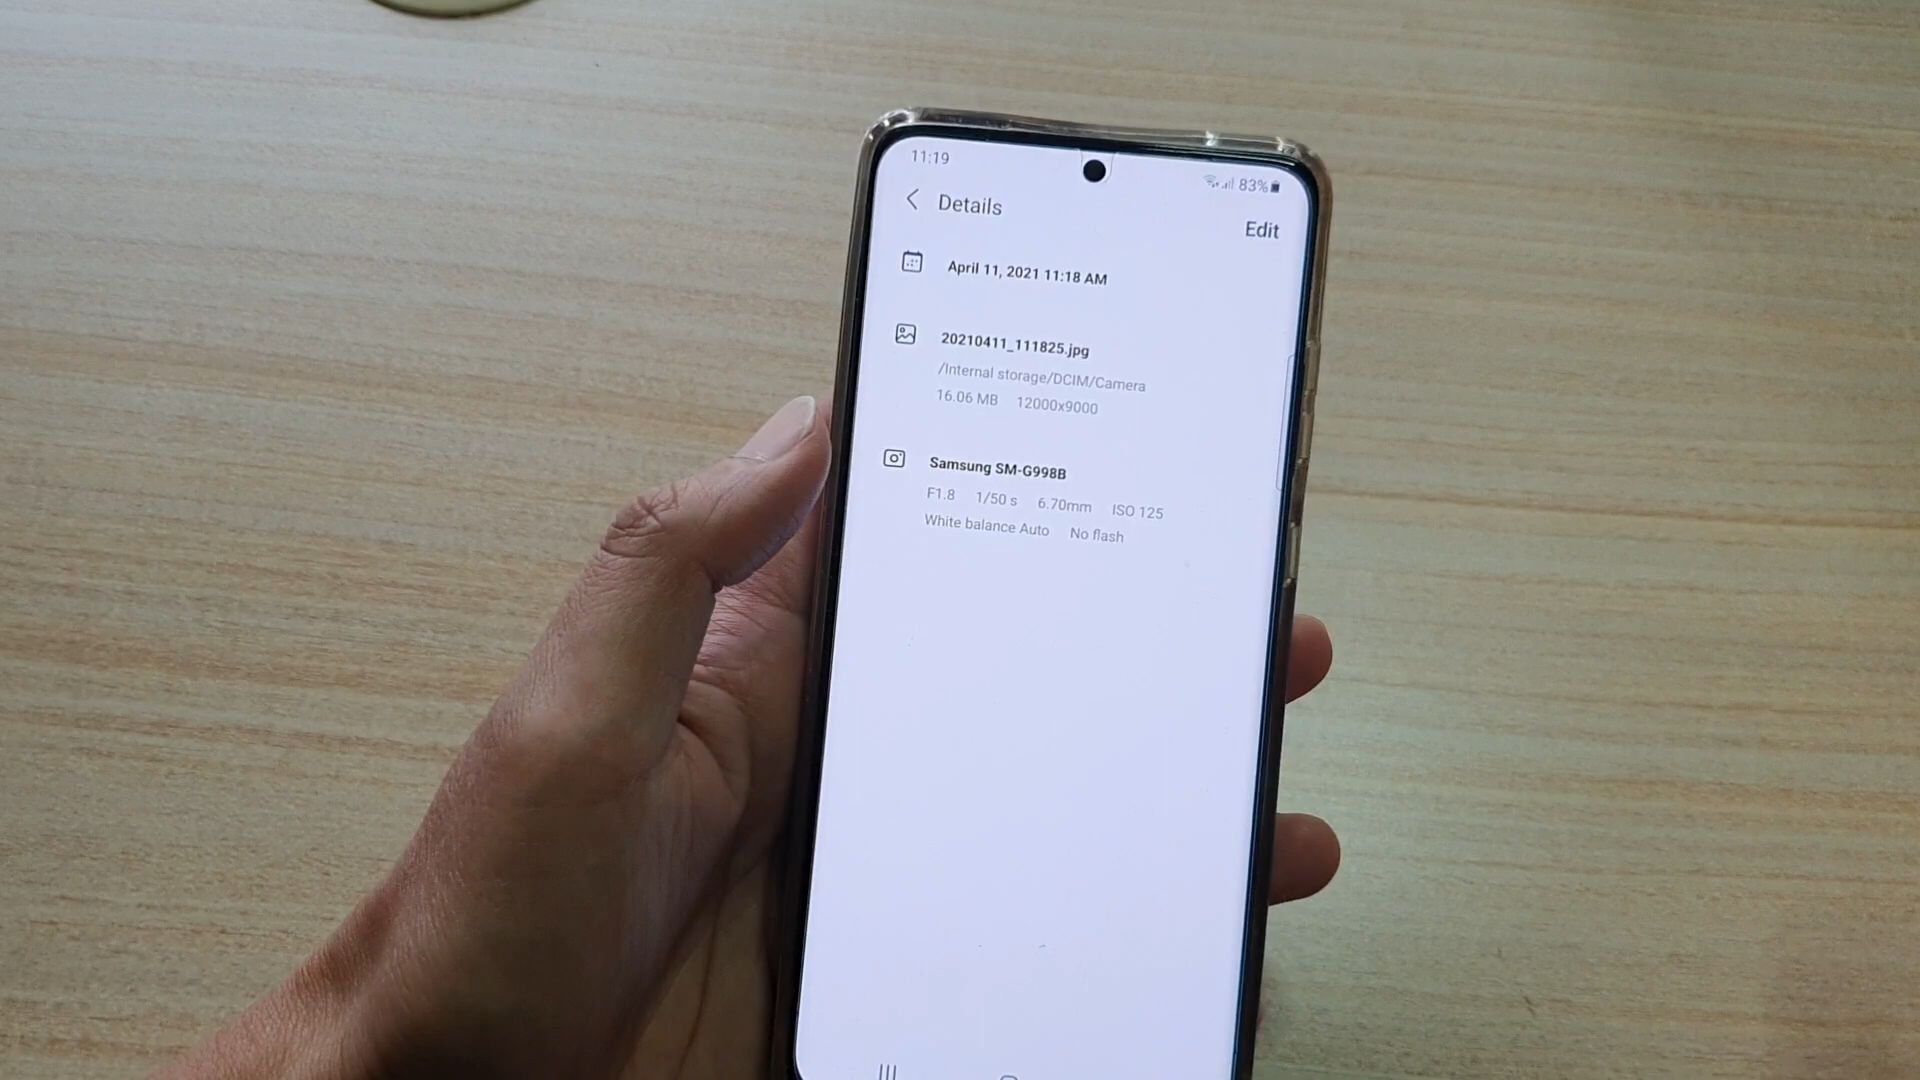 11:19
83%
Details
Edit
April 11, 2021 11:18 AM
20210411_111825.jpg
/Internal storage/DCIM/Camera
16.06 MB 12000x9000
Samsung SM-G998B
F1.8 1/50 s 6.70mm ISO 125
White balance Auto No flash